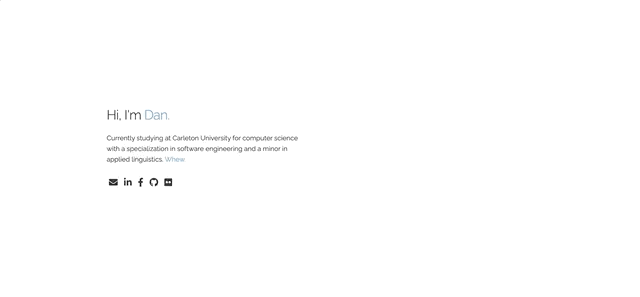 Hi, I'm Dan.
Currently studying at Carleton University for computer science
with a specialization in software engineering and a minor in
applied linguistics. Whew.